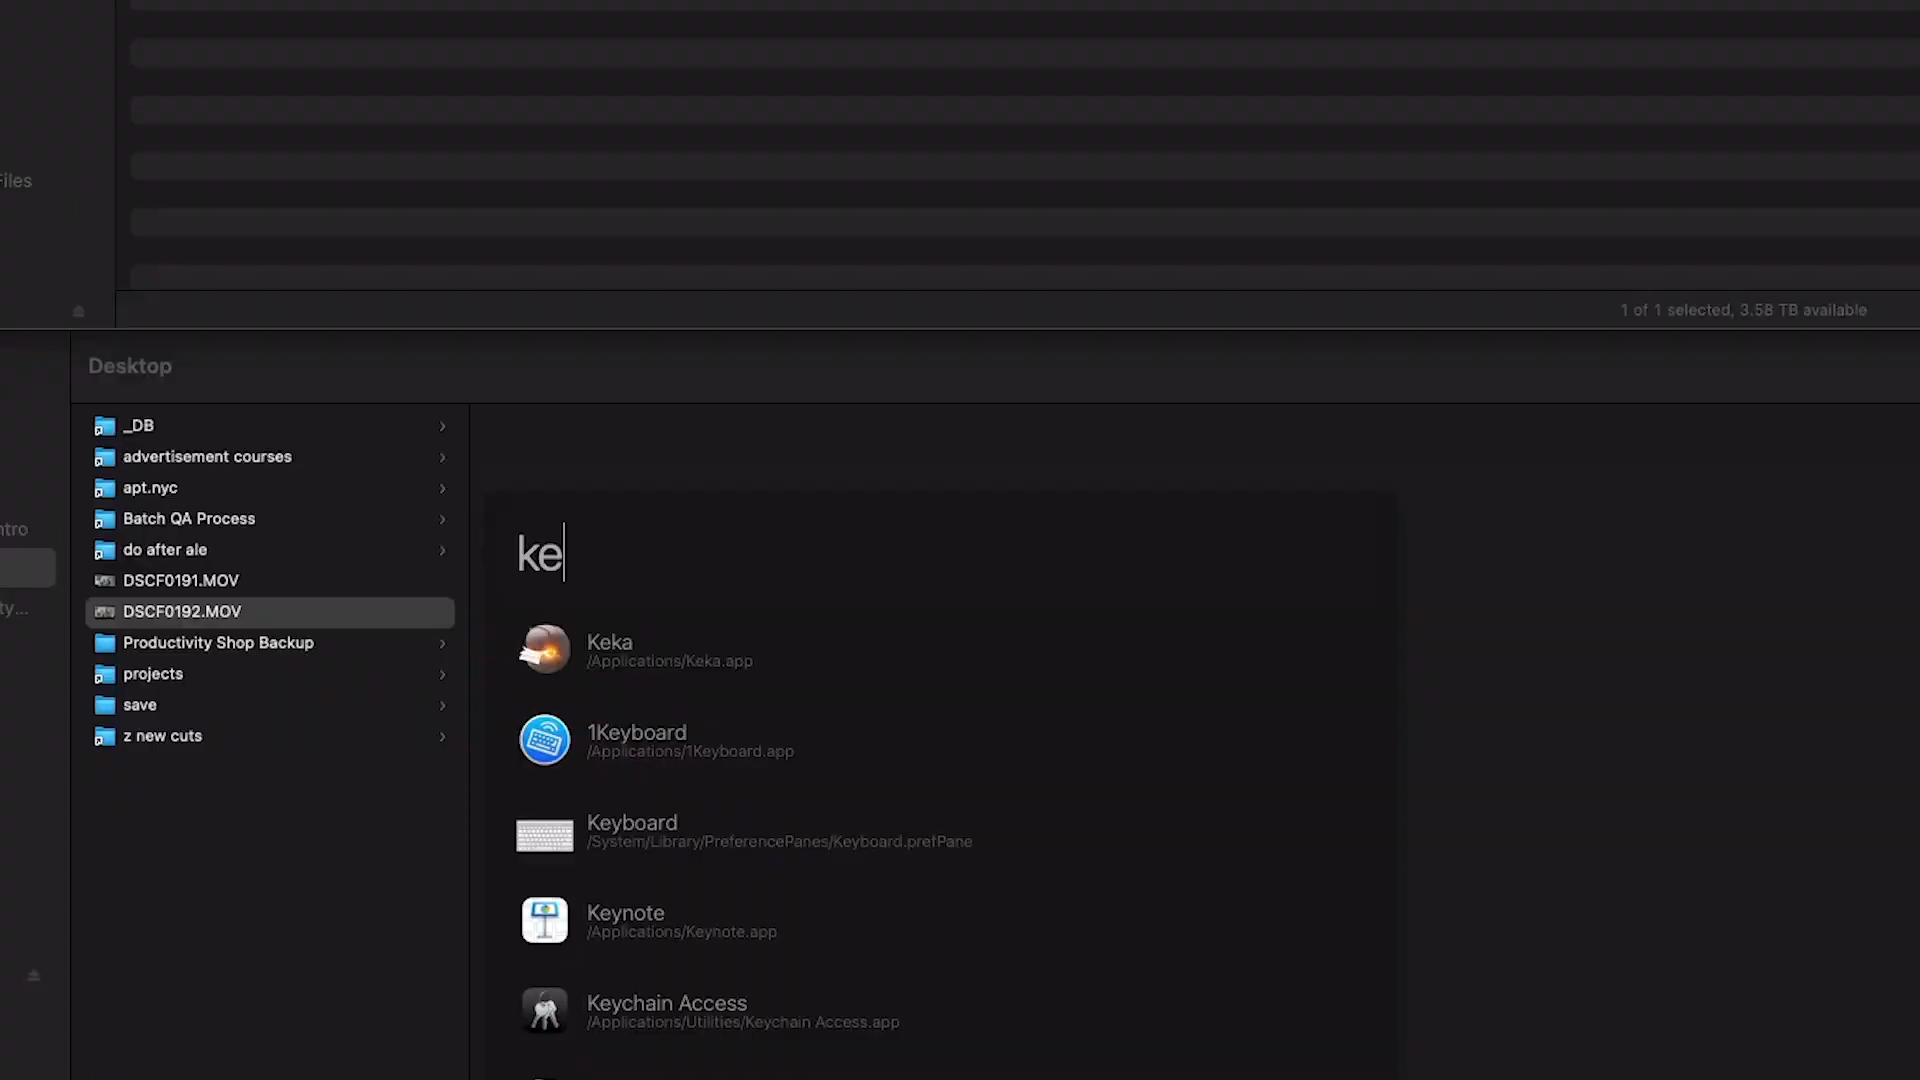 Files
1 of 1 selected, 3.58 TB available
Desktop
_DB
advertisement courses
apt.nyc
Batch QA Process
ntro
do after ale
DSCF0191.MOV
ty...
DSCF0192.MOV
Productivity Shop Backup
projects
save
z new cuts
ke
Keka
/Applications/Keka.app
1Keyboard
/Applications/1Keyboard.app
Keyboard
/System/Library/PreferencePanes/Keyboard.prefPane
Keynote
/Applications/Keynote.app
Keychain Access
/Applications/Utilities/Keychain Access.app